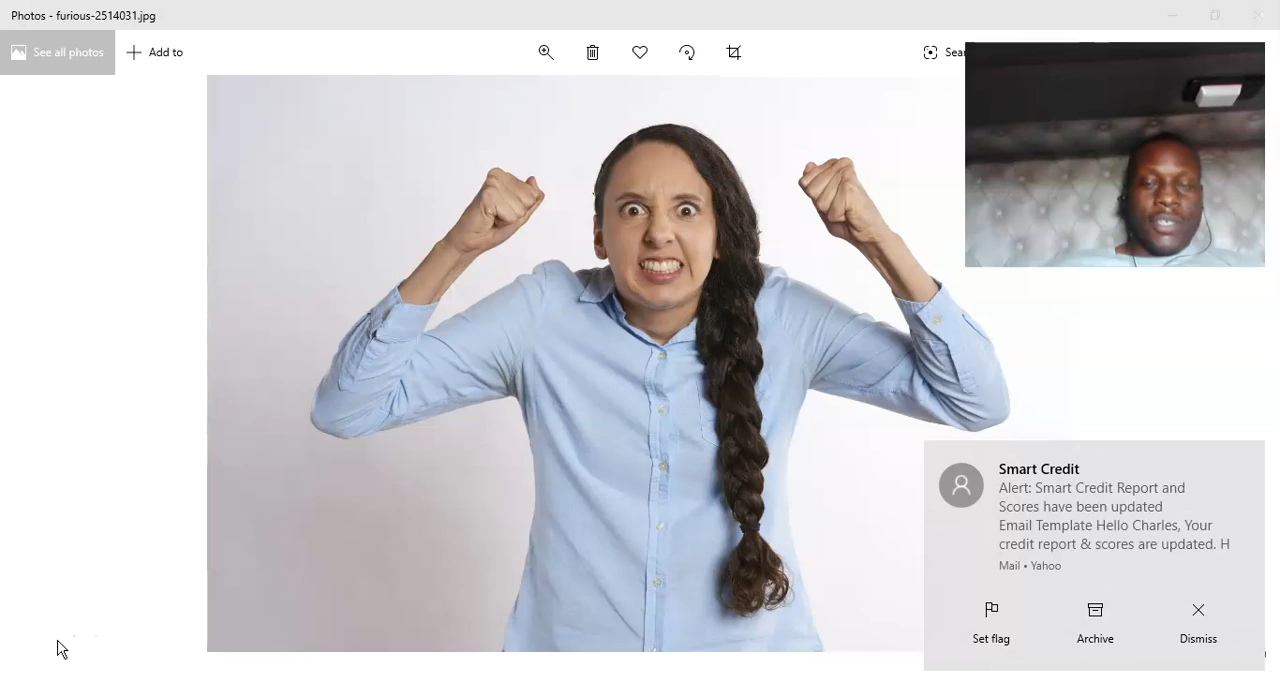 Photos - furious-2514031.jpg
See all photos
Add to
Smart Credit
Alert: Smart Credit Report and
Scores have been updated
Email Template Hello Charles, Your
credit report & scores are updated. H
Mail • Yahoo
Set flag
Archive
Dismiss